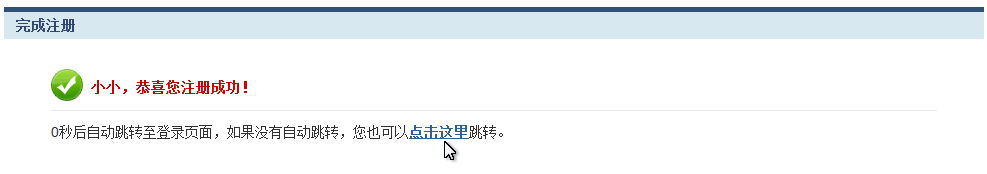 完成注册
小小，恭喜您注册成功！
0秒后自动跳转至登录页面，如果没有自动跳转，您也可以点击这里跳转。